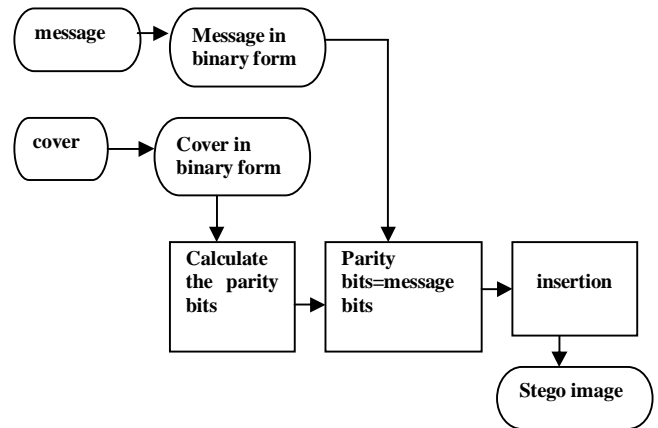 message
Message in
binary form
cover
Cover in
binary form
Calculate
the parity
bits
Parity
bits=message
bits
insertion
Stego image